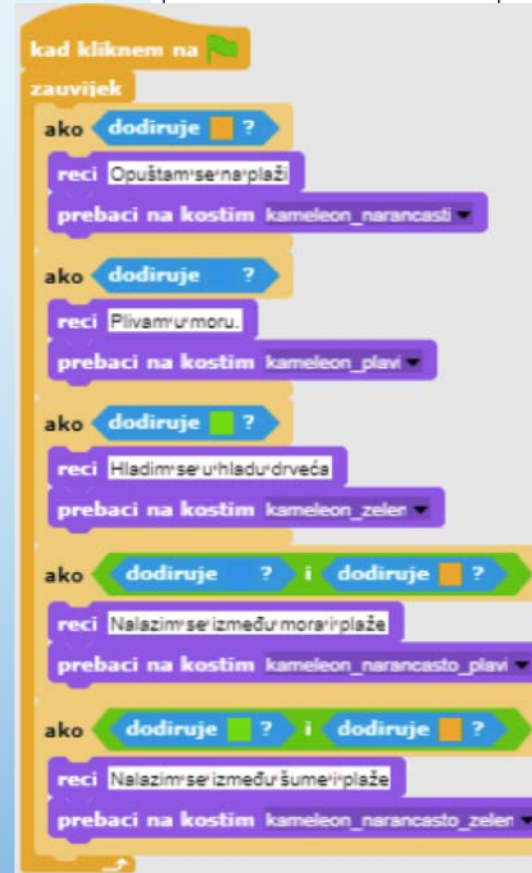 kad kliknem na
zauvijek
ako dodiruje ?
reci Opuštam se na plaži
prebaci na kostim kameleon_narancasti
ako dodiruje ?
reci Plivam u moru.
prebaci na kostim kameleon_plavi
ako dodiruje ?
reci Hladim se u hladu drveća
prebaci na kostim kameleon_zelen
ako dodiruje ? i dodiruje ?
reci Nalazim se između mora i plaže
prebaci na kostim kameleon_narancasto_plavi
ako dodiruje ? i dodiruje ?
reci Nalazim se između šume i plaže
prebaci na kostim kameleon_narancasto_zelen